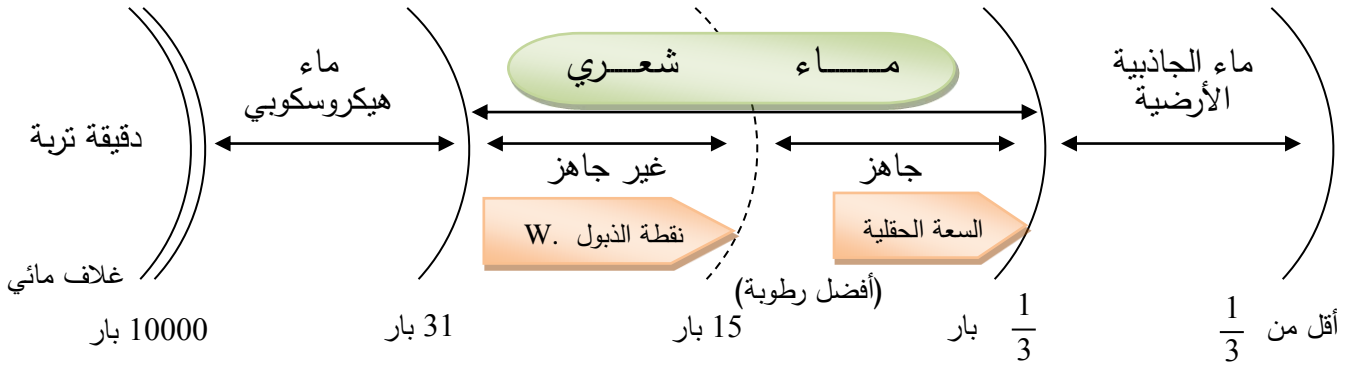 ماء الجاذبية
الأرضية
مـــــاء شعـــري
ماء
هيكروسكوبي
دقيقة تربة
جاهز
غير جاهز
السعة الحقلية
نقطة الذبول W.
(أفضل رطوبة)
غلاف مائي
أقل من 1/3
1/3 بار
15 بار
31 بار
10000 بار